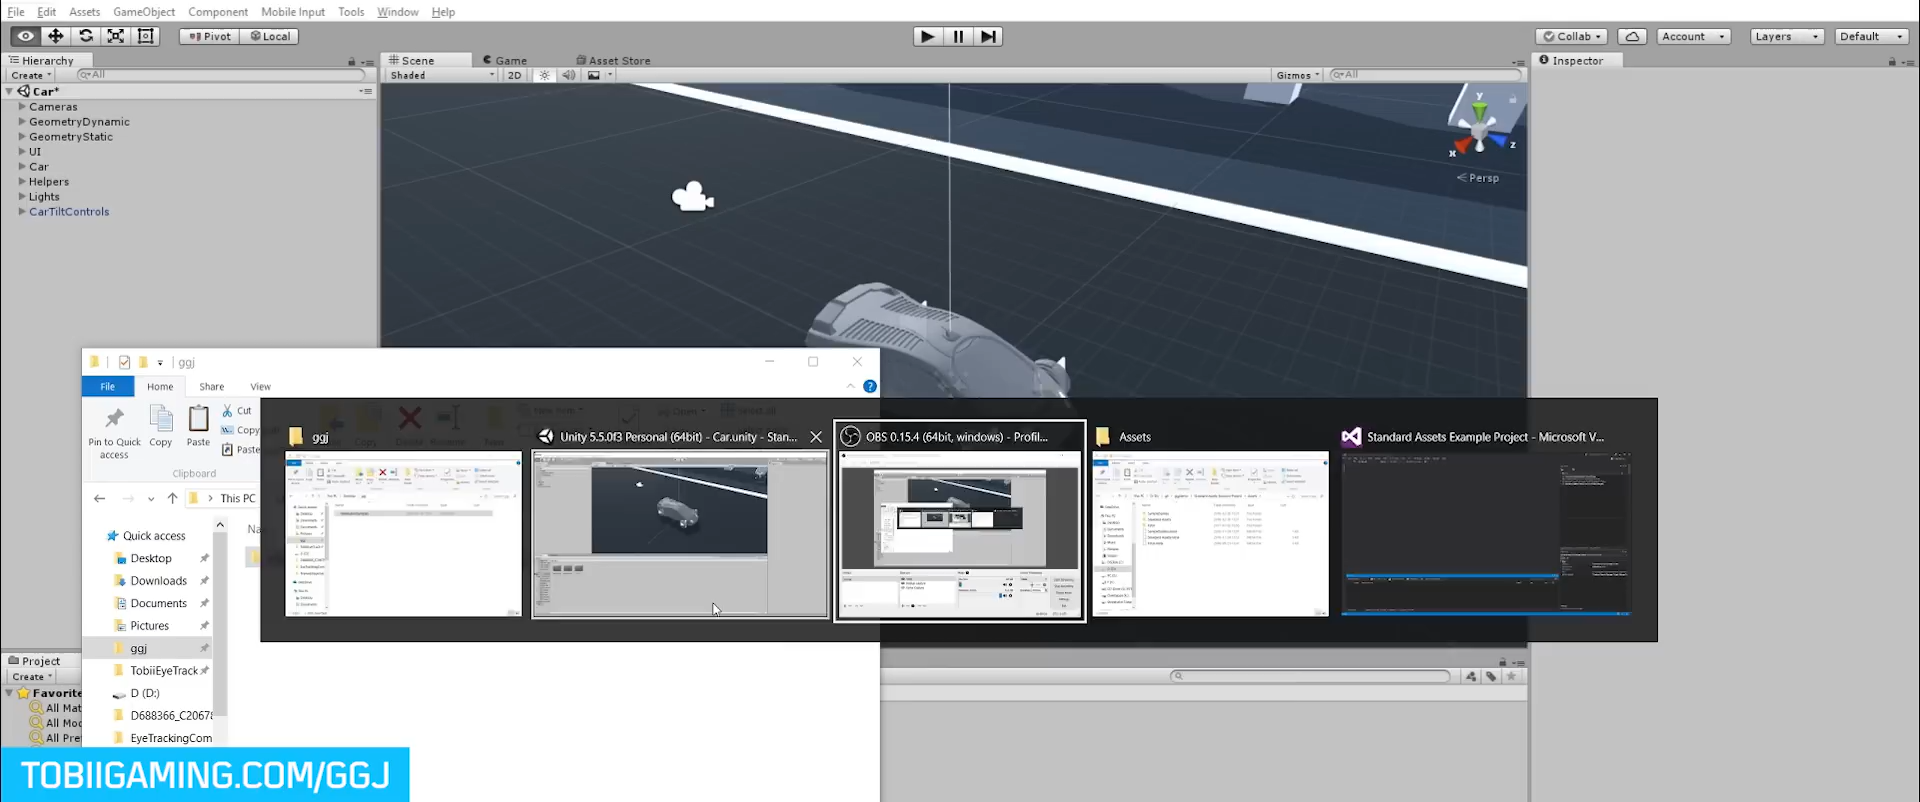 File Edit Assets GameObject Component Mobile Input Tools Window Help
Pivot Local Collab Account Layers Default
Hierarchy Scene Game Asset Store Inspector
Create All Shaded 2D Gizmos All
Car*
Cameras
GeometryDynamic
GeometryStatic
UI
Car
Helpers
Lights
CarTiltControls
y
x
z
Persp
ggj
File Home Share View
Cut
Copy
Paste
Pin to Quick access
Copy
Paste
Clipboard
ggj
Unity 5.5.0f3 Personal (64bit) - Car.unity - Stan...
OBS 0.15.4 (64bit, windows) - Profil...
Assets
Standard Assets Example Project - Microsoft V...
This PC
Quick access
Desktop
Downloads
Documents
Pictures
ggj
TobiiEyeTrack
D (D:)
D688366_C2067
EyeTrackingCom
Project
Create
Favorite
All Mat
All Mod
All Pre
TOBIIGAMING.COM/GGJ